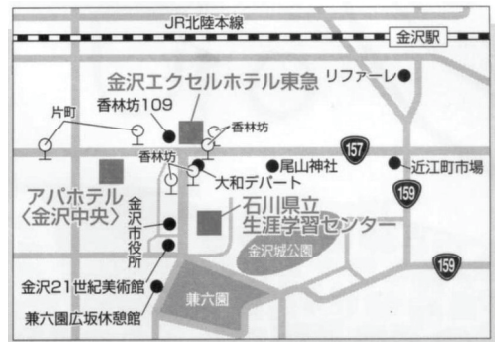 JR北陸本線
金沢駅
金沢エクセルホテル東急
リファーレ
片町
香林坊109
香林坊
157
香林坊
大和デパート
尾山神社
近江町市場
アパホテル
〈金沢中央〉
159
金沢市役所
石川県立
生涯学習センター
金沢城公園
159
金沢21世紀美術館
兼六園
兼六園広坂休憩館